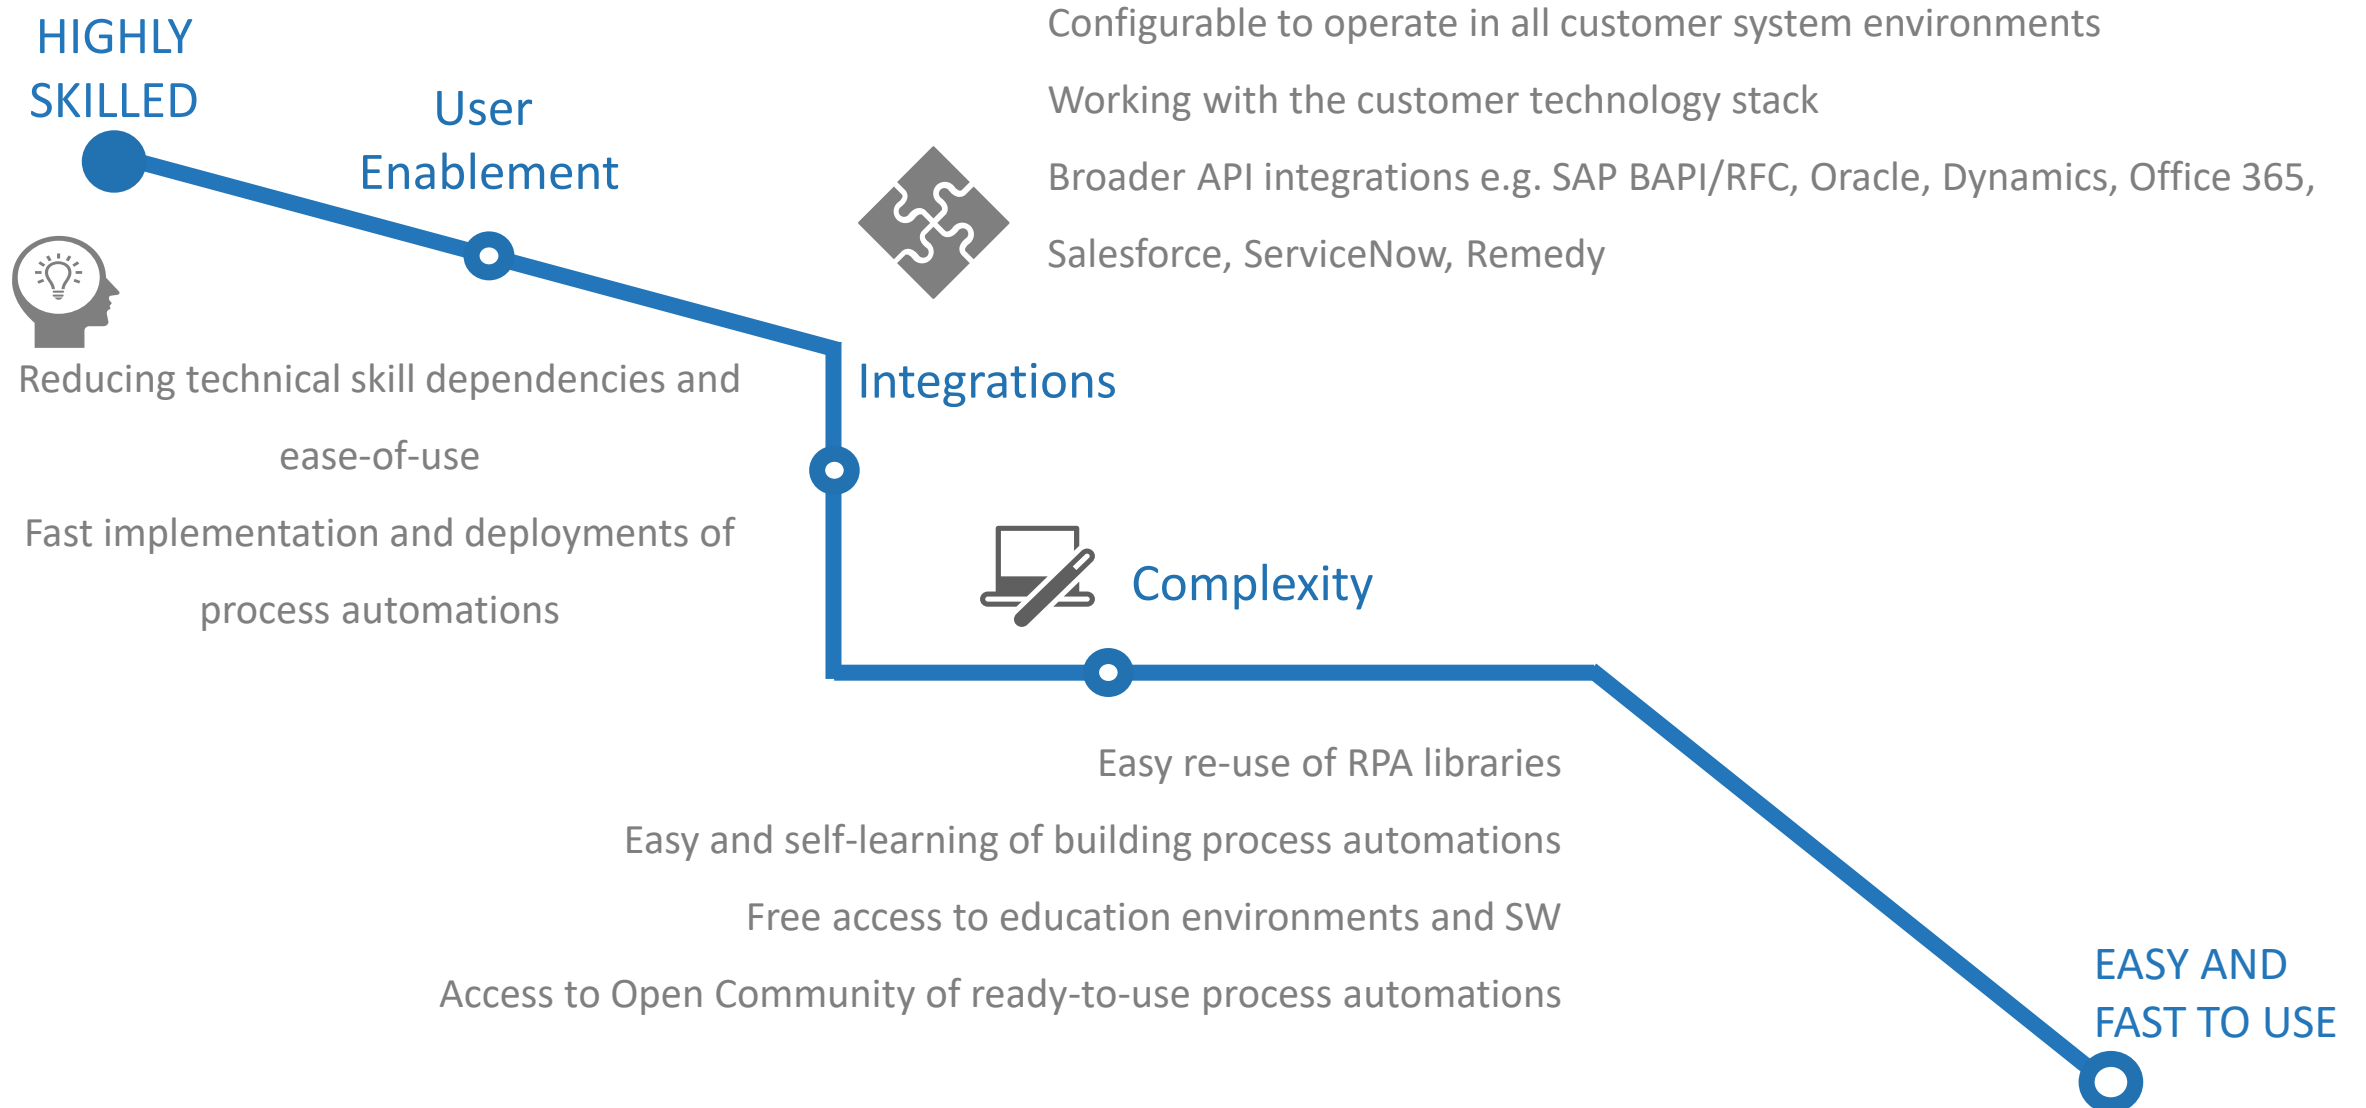 HIGHLY
SKILLED
User
Enablement
Reducing technical skill dependencies and
ease-of-use
Fast implementation and deployments of
process automations
Configurable to operate in all customer system environments
Working with the customer technology stack
Broader API integrations e.g. SAP BAPI/RFC, Oracle, Dynamics, Office 365,
Salesforce, ServiceNow, Remedy
Integrations
Complexity
Easy re-use of RPA libraries
Easy and self-learning of building process automations
Free access to education environments and SW
Access to Open Community of ready-to-use process automations
EASY AND
FAST TO USE